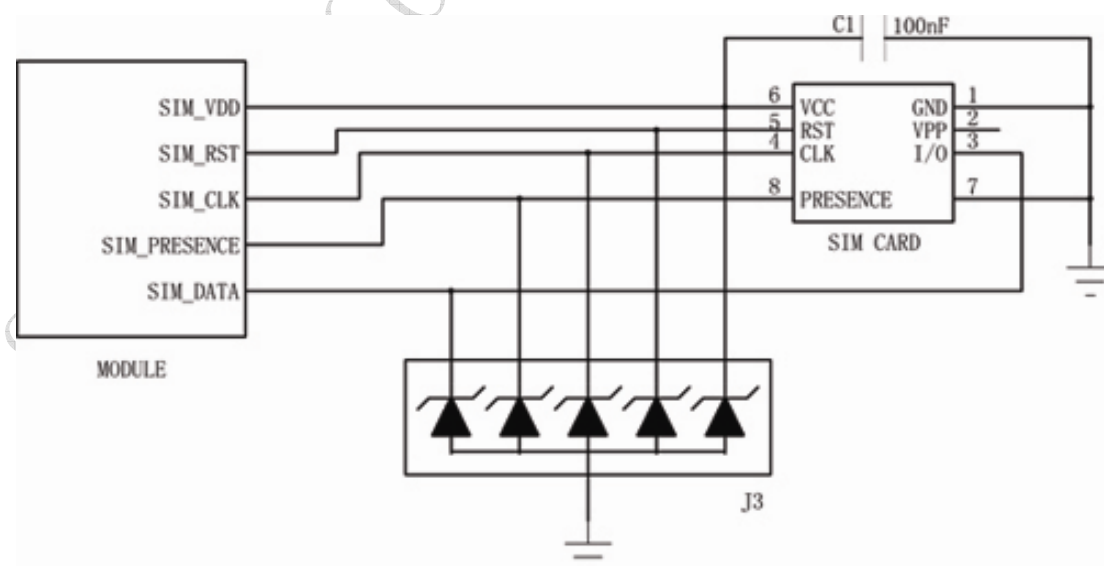 C1 100nF
SIM_VDD 6 VCC GND 1
5 RST VPP 2
SIM_RST 4 CLK I/O 3
SIM_CLK 8 PRESENCE 7
SIM_PRESENCE SIM CARD
SIM_DATA
MODULE
J3